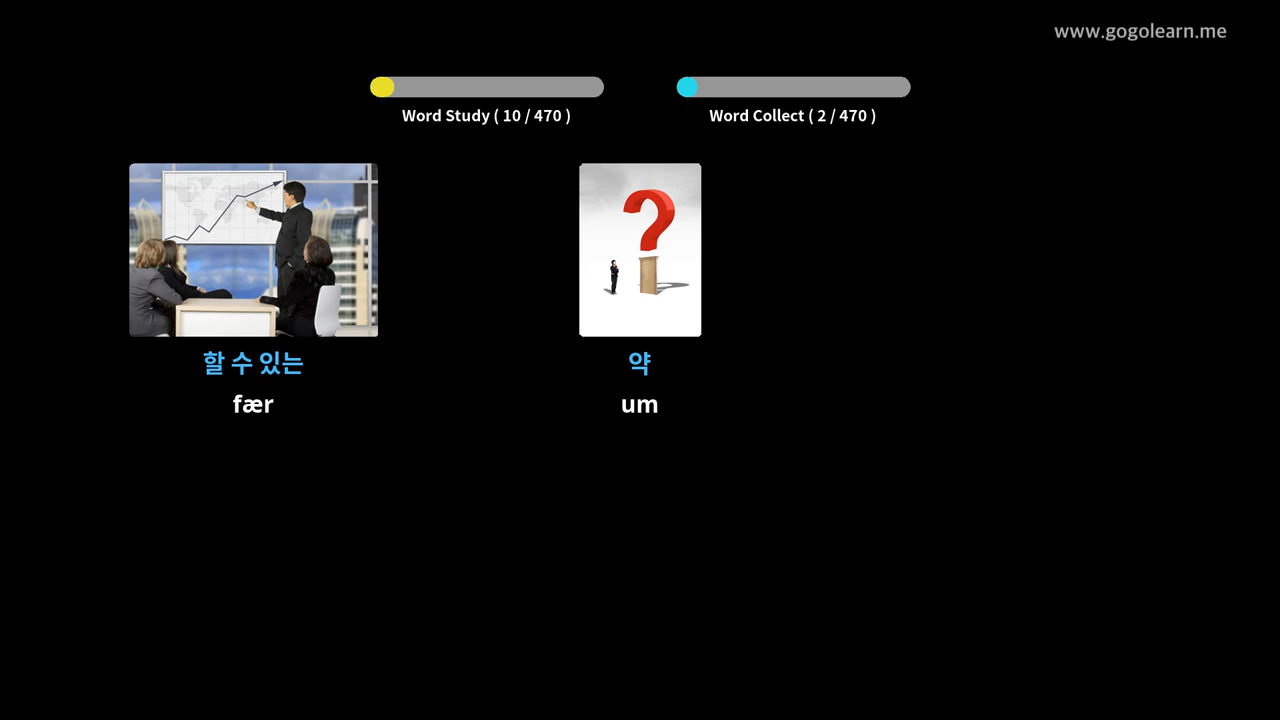 www.gogolearn.me
Word Study ( 10 / 470 )
Word Collect ( 2 / 470 )
할 수 있는
fær
약
um